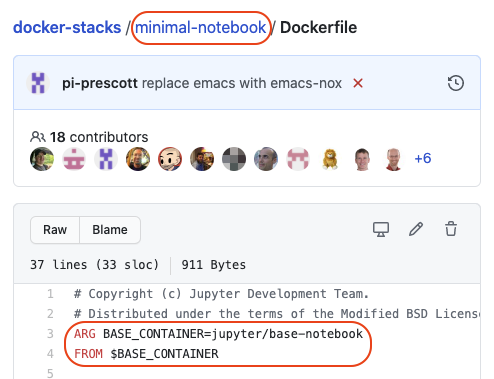 docker-stacks / minimal-notebook / Dockerfile
pi-prescott replace emacs with emacs-nox
18 contributors
+6
Raw Blame
37 lines (33 sloc) 911 Bytes
1 # Copyright (c) Jupyter Development Team.
2 # Distributed under the terms of the Modified BSD License
3 ARG BASE_CONTAINER=jupyter/base-notebook
4 FROM $BASE_CONTAINER
5